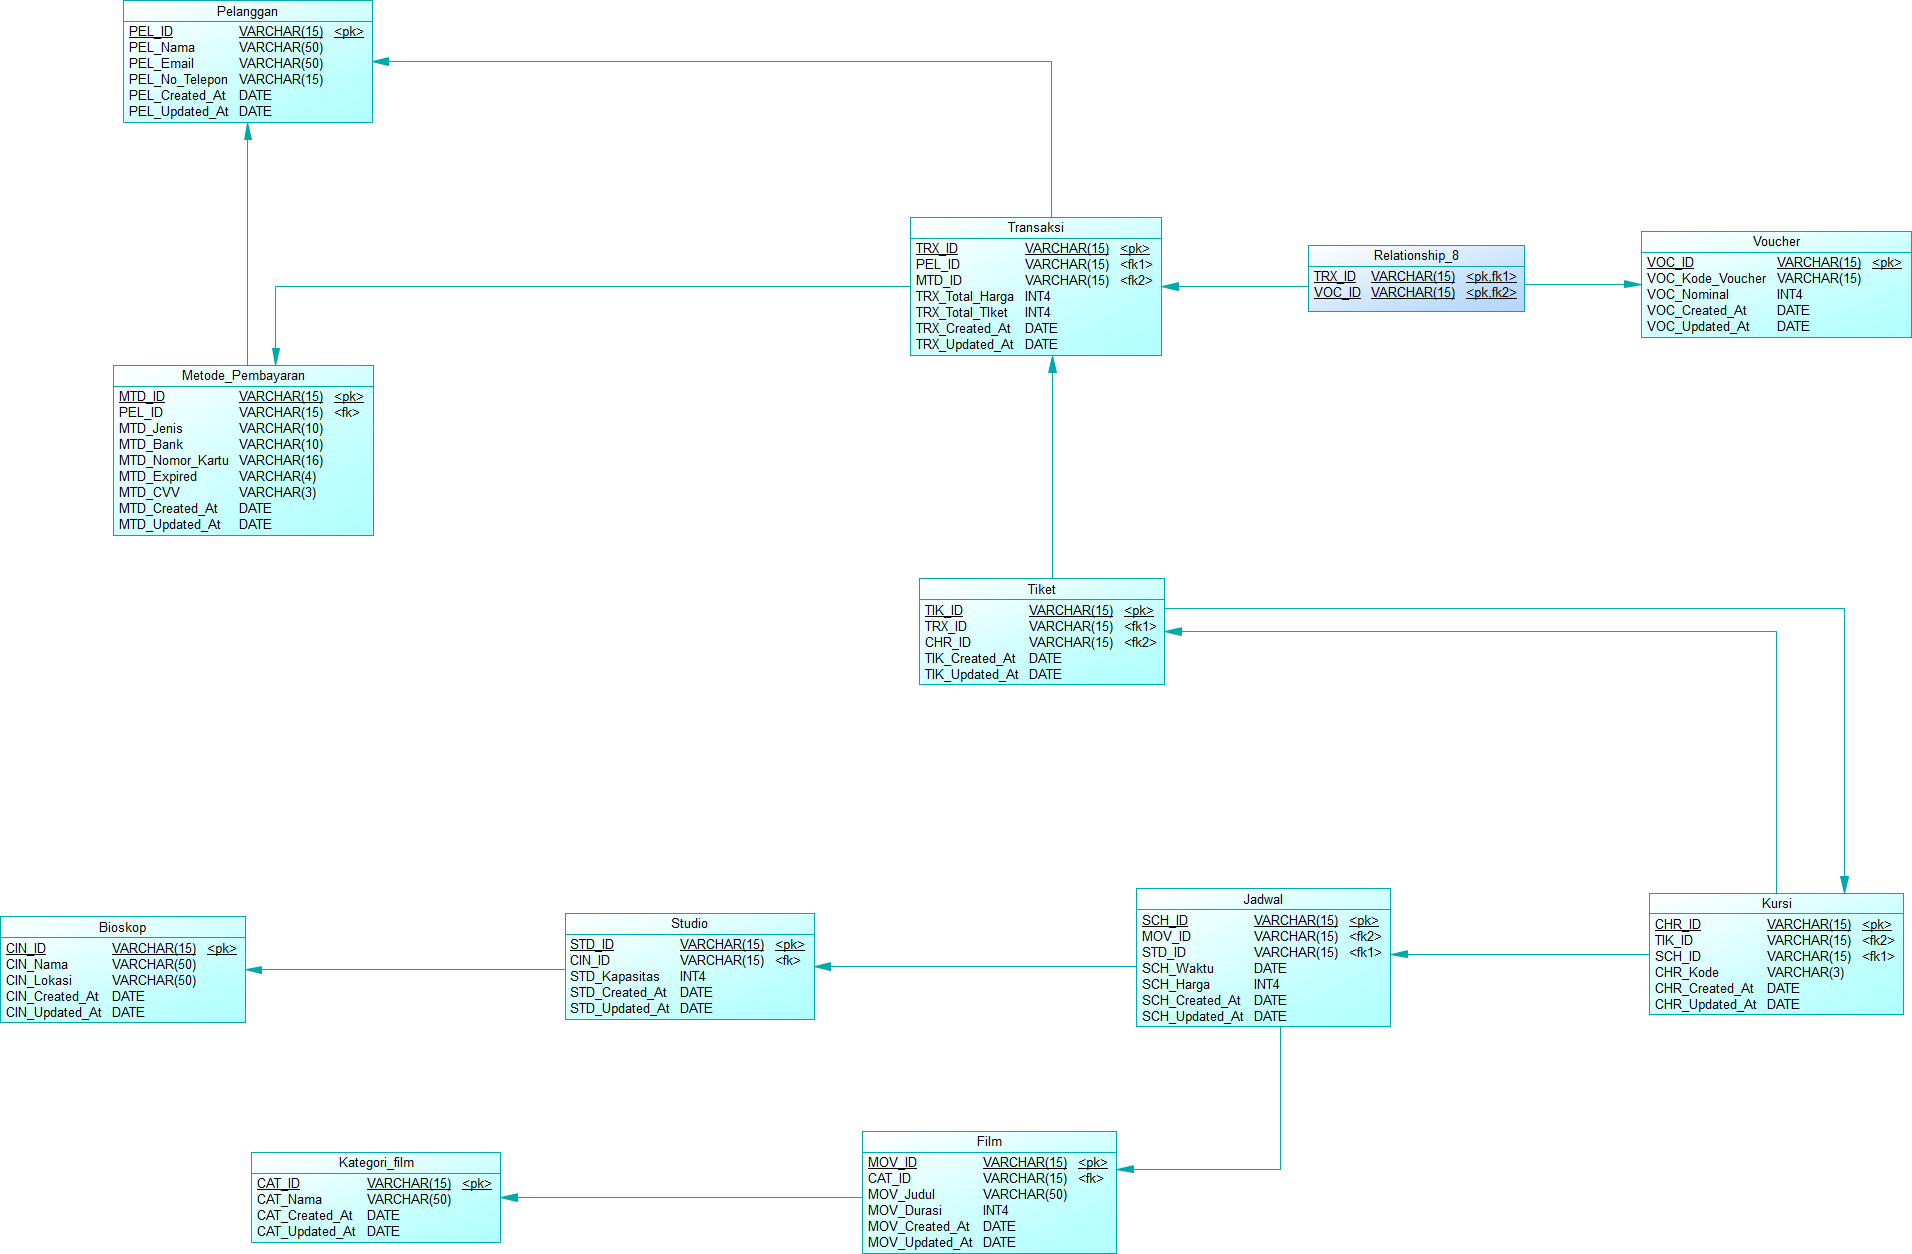 Pelanggan
PEL_ID VARCHAR(15) <pk>
PEL_Nama VARCHAR(50)
PEL_Email VARCHAR(50)
PEL_No_Telepon VARCHAR(15)
PEL_Created_At DATE
PEL_Updated_At DATE
Transaksi
TRX_ID VARCHAR(15) <pk>
PEL_ID VARCHAR(15) <fk1>
MTD_ID VARCHAR(15) <fk2>
TRX_Total_Harga INT4
TRX_Total_TIket INT4
TRX_Created_At DATE
TRX_Updated_At DATE
Relationship_8
TRX_ID VARCHAR(15) <pk,fk1>
VOC_ID VARCHAR(15) <pk,fk2>
Voucher
VOC_ID VARCHAR(15) <pk>
VOC_Kode_Voucher VARCHAR(15)
VOC_Nominal INT4
VOC_Created_At DATE
VOC_Updated_At DATE
Metode_Pembayaran
MTD_ID VARCHAR(15) <pk>
PEL_ID VARCHAR(15) <fk>
MTD_Jenis VARCHAR(10)
MTD_Bank VARCHAR(10)
MTD_Nomor_Kartu VARCHAR(16)
MTD_Expired VARCHAR(4)
MTD_CVV VARCHAR(3)
MTD_Created_At DATE
MTD_Updated_At DATE
Tiket
TIK_ID VARCHAR(15) <pk>
TRX_ID VARCHAR(15) <fk1>
CHR_ID VARCHAR(15) <fk2>
TIK_Created_At DATE
TIK_Updated_At DATE
Bioskop
CIN_ID VARCHAR(15) <pk>
CIN_Nama VARCHAR(50)
CIN_Lokasi VARCHAR(50)
CIN_Created_At DATE
CIN_Updated_At DATE
Studio
STD_ID VARCHAR(15) <pk>
CIN_ID VARCHAR(15) <fk>
STD_Kapasitas INT4
STD_Created_At DATE
STD_Updated_At DATE
Jadwal
SCH_ID VARCHAR(15) <pk>
MOV_ID VARCHAR(15) <fk2>
STD_ID VARCHAR(15) <fk1>
SCH_Waktu DATE
SCH_Harga INT4
SCH_Created_At DATE
SCH_Updated_At DATE
Kursi
CHR_ID VARCHAR(15) <pk>
TIK_ID VARCHAR(15) <fk2>
SCH_ID VARCHAR(15) <fk1>
CHR_Kode VARCHAR(3)
CHR_Created_At DATE
CHR_Updated_At DATE
Kategori_film
CAT_ID VARCHAR(15) <pk>
CAT_Nama VARCHAR(50)
CAT_Created_At DATE
CAT_Updated_At DATE
Film
MOV_ID VARCHAR(15) <pk>
CAT_ID VARCHAR(15) <fk>
MOV_Judul VARCHAR(50)
MOV_Durasi INT4
MOV_Created_At DATE
MOV_Updated_At DATE